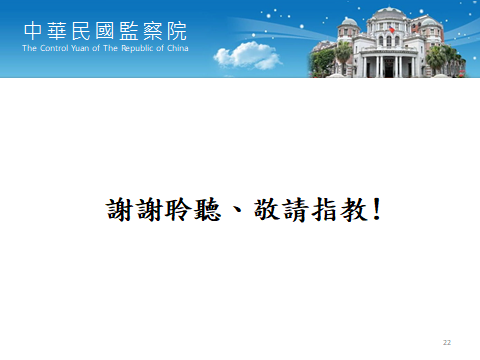 中華民國監察院
The Control Yuan of The Republic of China
謝謝聆聽、敬請指教！
22